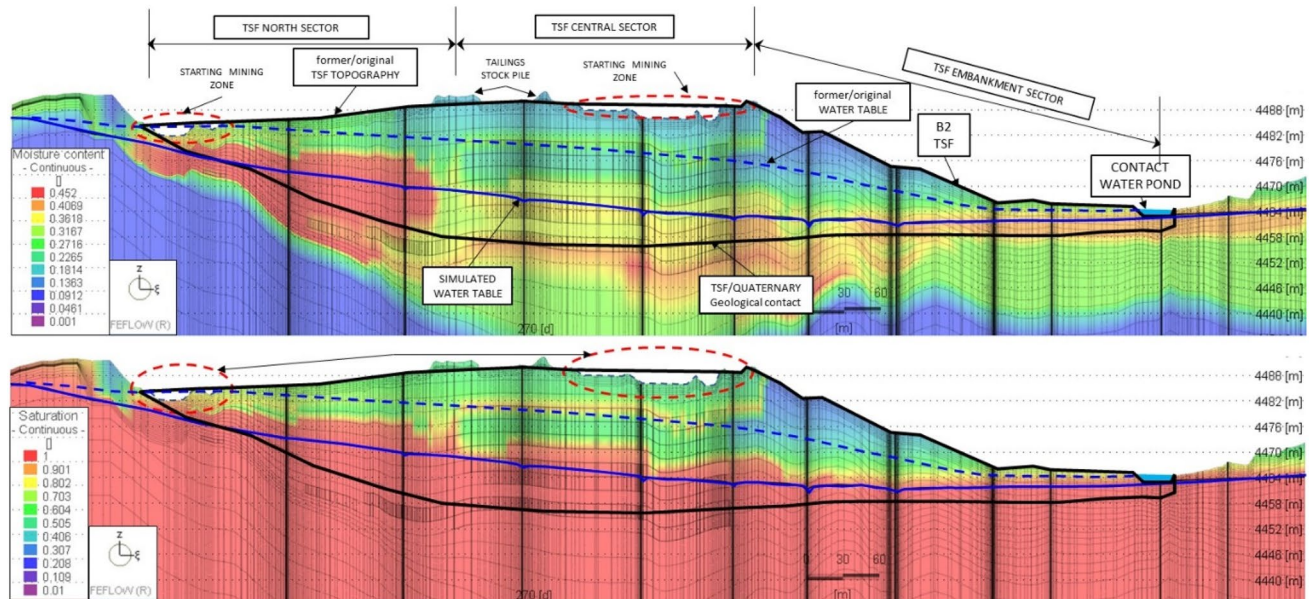 TSF NORTH SECTOR
TSF CENTRAL SECTOR
STARTING MINING
ZONE
former/original
TSF TOPOGRAPHY
TAILINGS
STOCK PILE
STARTING MINING
ZONE
TSF EMBANKMENT SECTOR
former/original
WATER TABLE
B2
TSF
CONTACT
WATER POND
4488 [m]
4482 [m]
4476 [m]
4470 [m]
4464 [m]
4458 [m]
4452 [m]
4446 [m]
4440 [m]
Moisture content
- Continuous -
[]
0.452
0.4069
0.3618
0.3167
0.2716
0.2265
0.1814
0.1363
0.0912
0.0461
0.001
z
ξ
FEFLOW (R)
SIMULATED
WATER TABLE
TSF/QUATERNARY
Geological contact
30 60
[m]
270 [d]
4488 [m]
4482 [m]
4476 [m]
4470 [m]
4464 [m]
4458 [m]
4452 [m]
4446 [m]
4440 [m]
Saturation
- Continuous -
[]
1
0.901
0.802
0.703
0.604
0.505
0.406
0.307
0.208
0.109
0.01
z
ξ
FEFLOW (R)
30 60
[m]
270 [d]